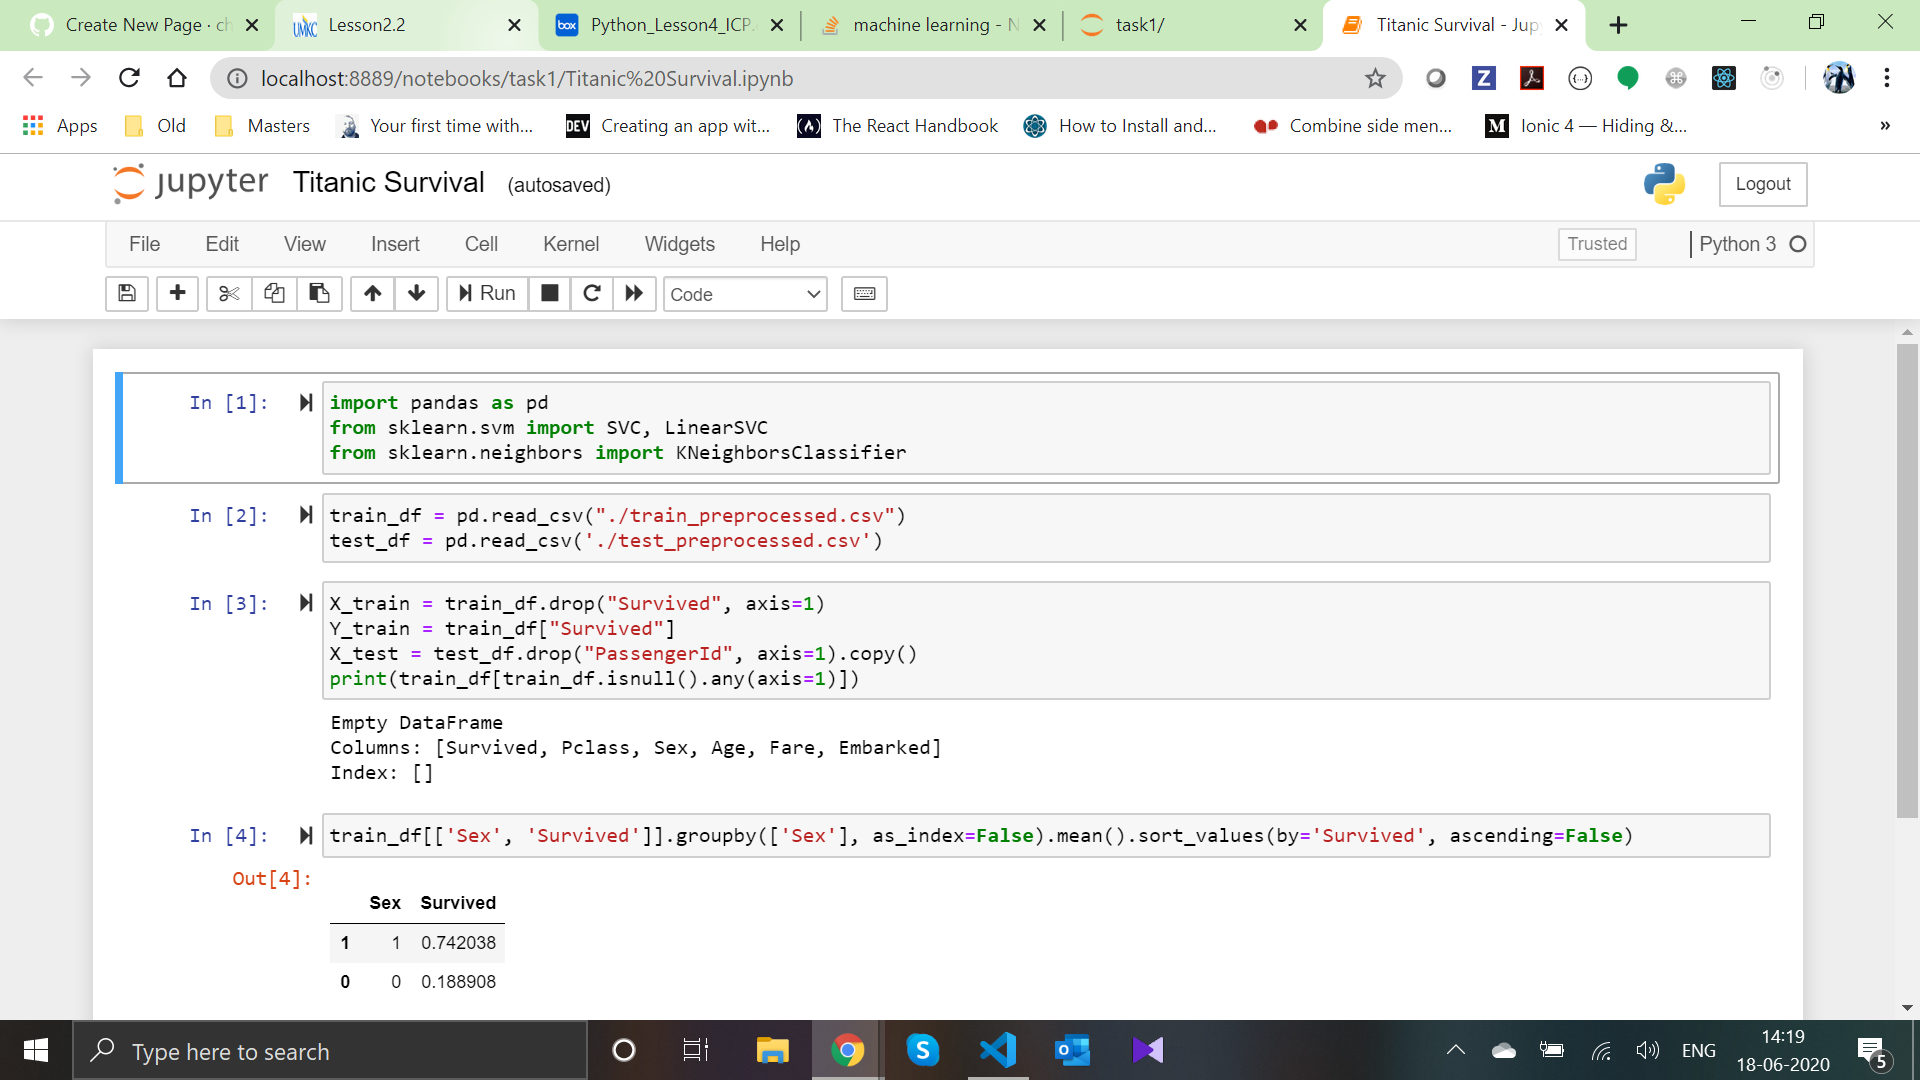 Create New Page · ch
Lesson2.2
box
Python_Lesson4_ICP.
machine learning - N
task1/
Titanic Survival - Jup
localhost:8889/notebooks/task1/Titanic%20Survival.ipynb
Apps
Old
Masters
Your first time with...
DEV
Creating an app wit...
The React Handbook
How to Install and...
Combine side men...
M
Ionic 4 — Hiding &...
»
jupyter
Titanic Survival
(autosaved)
Logout
File
Edit
View
Insert
Cell
Kernel
Widgets
Help
Trusted
Python 3
Run
Code
In [1]:
import pandas as pd
from sklearn.svm import SVC, LinearSVC
from sklearn.neighbors import KNeighborsClassifier
In [2]:
train_df = pd.read_csv("./train_preprocessed.csv")
test_df = pd.read_csv('./test_preprocessed.csv')
In [3]:
X_train = train_df.drop("Survived", axis=1)
Y_train = train_df["Survived"]
X_test = test_df.drop("PassengerId", axis=1).copy()
print(train_df[train_df.isnull().any(axis=1)])
Empty DataFrame
Columns: [Survived, Pclass, Sex, Age, Fare, Embarked]
Index: []
In [4]:
train_df[['Sex', 'Survived']].groupby(['Sex'], as_index=False).mean().sort_values(by='Survived', ascending=False)
Out[4]:
Sex Survived
1 1 0.742038
0 0 0.188908
Type here to search
ENG
14:19
18-06-2020
5